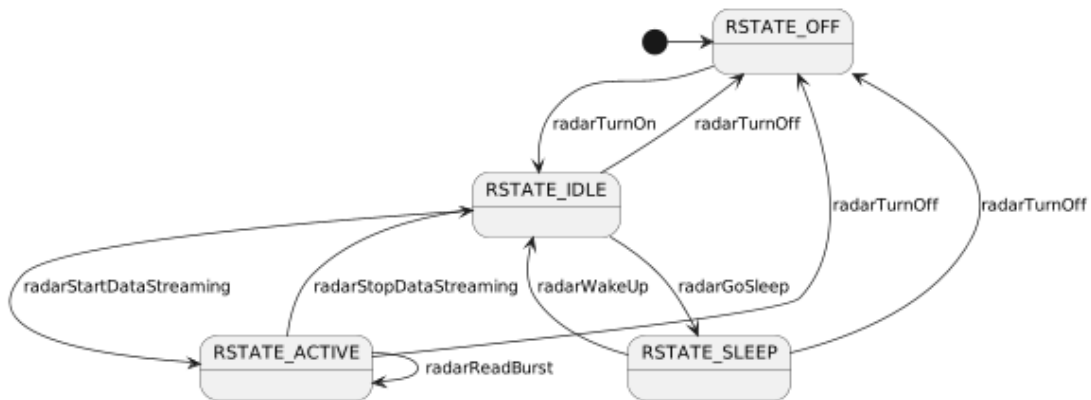 RSTATE_OFF
radarTurnOn
radarTurnOff
RSTATE_IDLE
radarTurnOff
radarTurnOff
radarStartDataStreaming
radarStopDataStreaming
radarWakeUp
radarGoSleep
RSTATE_ACTIVE
RSTATE_SLEEP
radarReadBurst